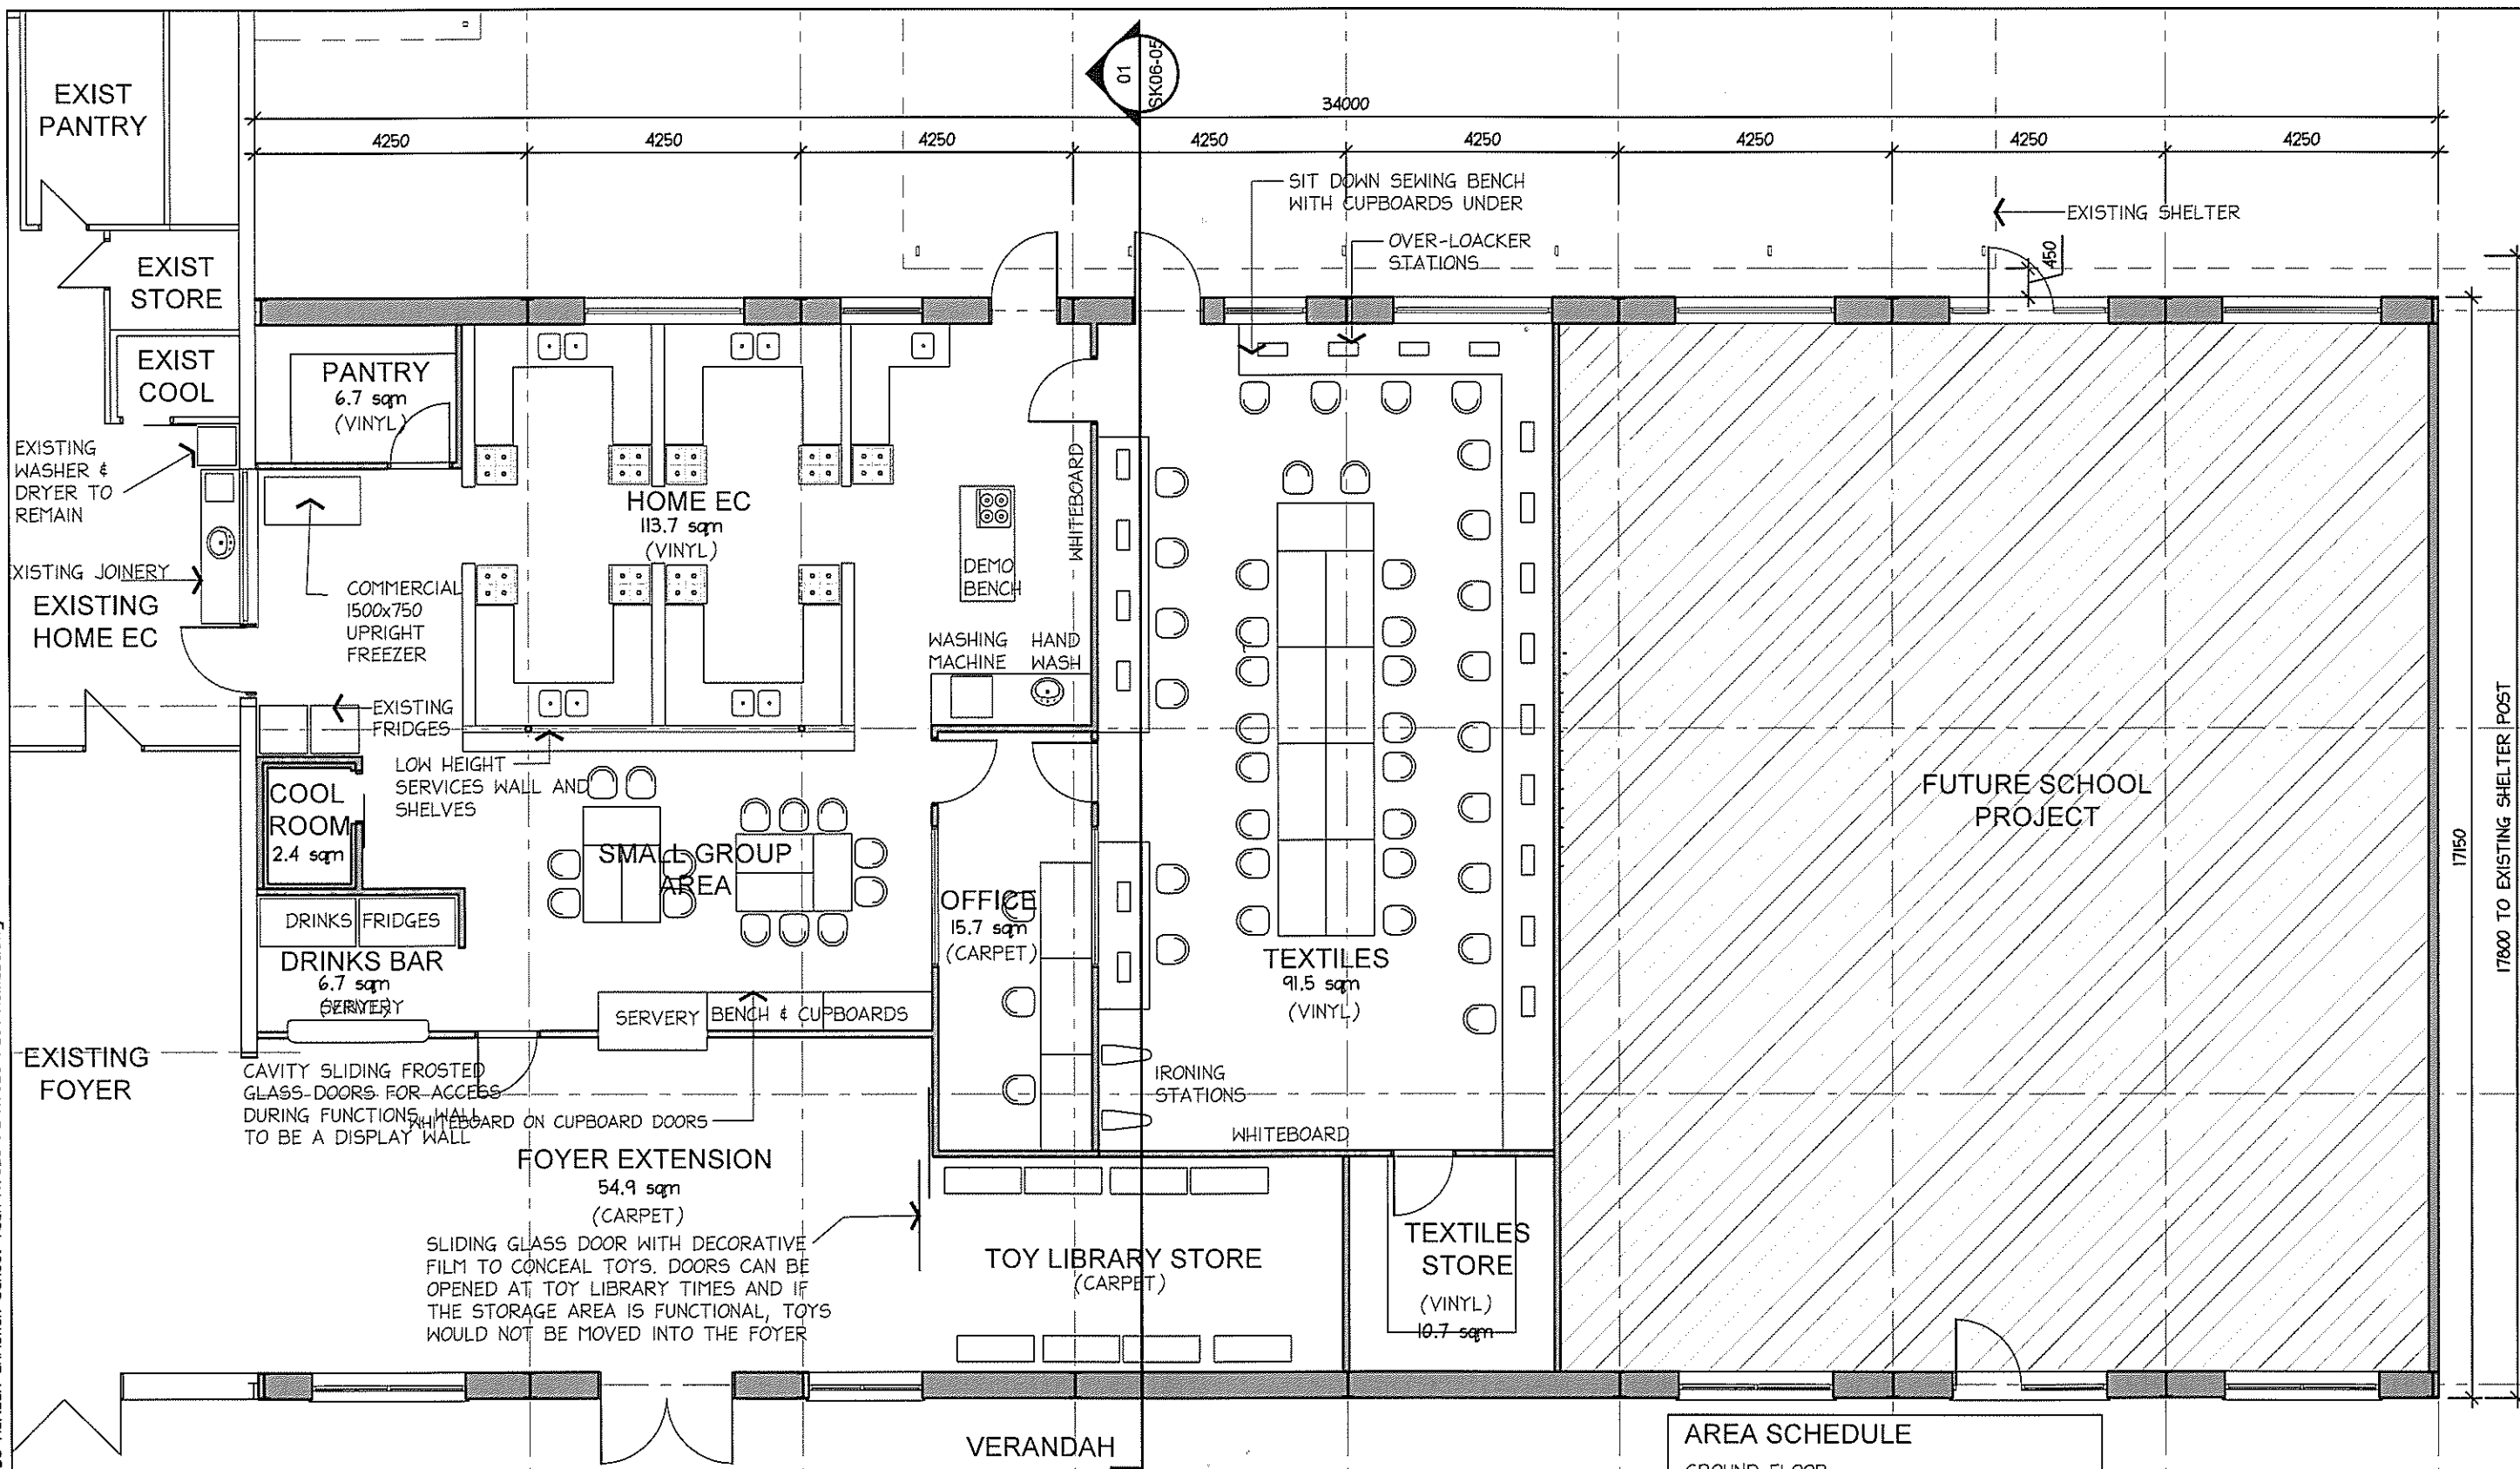 EXIST
PANTRY
01
SK06-05
34000
4250
4250
4250
4250
4250
4250
4250
4250
SIT DOWN SEWING BENCH
WITH CUPBOARDS UNDER
EXISTING SHELTER
OVER-LOACKER
STATIONS
450
EXIST
STORE
EXIST
COOL
PANTRY
6.7 sqm
(VINYL)
EXISTING
WASHER &
DRYER TO
REMAIN
HOME EC
113.7 sqm
(VINYL)
WHITEBOARD
DEMO
BENCH
XISTING JOINERY
EXISTING
HOME EC
COMMERCIAL
1500x750
UPRIGHT
FREEZER
WASHING
MACHINE
HAND
WASH
EXISTING
FRIDGES
LOW HEIGHT
SERVICES WALL AND
SHELVES
COOL
ROOM
2.4 sqm
SMALL GROUP
AREA
FUTURE SCHOOL
PROJECT
17150
17800 TO EXISTING SHELTER POST
OFFICE
15.7 sqm
(CARPET)
DRINKS FRIDGES
DRINKS BAR
6.7 sqm
SERVERY
TEXTILES
91.5 sqm
(VINYL)
SERVERY
BENCH & CUPBOARDS
EXISTING
FOYER
CAVITY SLIDING FROSTED
GLASS DOORS FOR ACCESS
DURING FUNCTIONS, WALL
TO BE A DISPLAY WALL
WHITEBOARD ON CUPBOARD DOORS
IRONING
STATIONS
WHITEBOARD
FOYER EXTENSION
54.9 sqm
(CARPET)
SLIDING GLASS DOOR WITH DECORATIVE
FILM TO CONCEAL TOYS. DOORS CAN BE
OPENED AT TOY LIBRARY TIMES AND IF
THE STORAGE AREA IS FUNCTIONAL, TOYS
WOULD NOT BE MOVED INTO THE FOYER
TOY LIBRARY STORE
(CARPET)
TEXTILES
STORE
(VINYL)
10.7 sqm
VERANDAH
AREA SCHEDULE
GROUND FLOOR